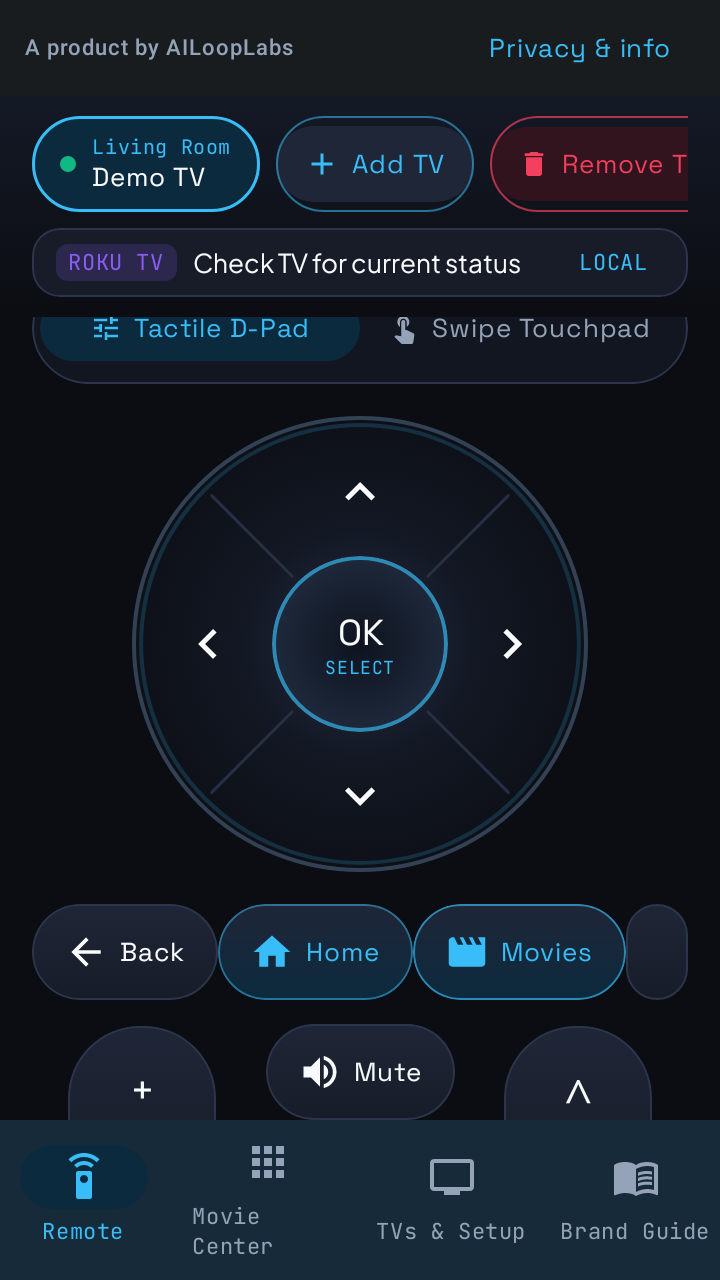 A product by AILoopLabs
Privacy & info
Living Room
Demo TV
+ Add TV
Remove T
ROKU TV
Check TV for current status
LOCAL
Tactile D-Pad
Swipe Touchpad
OK
SELECT
Back
Home
Movies
+
Mute
Remote
Movie
Center
TVs & Setup
Brand Guide